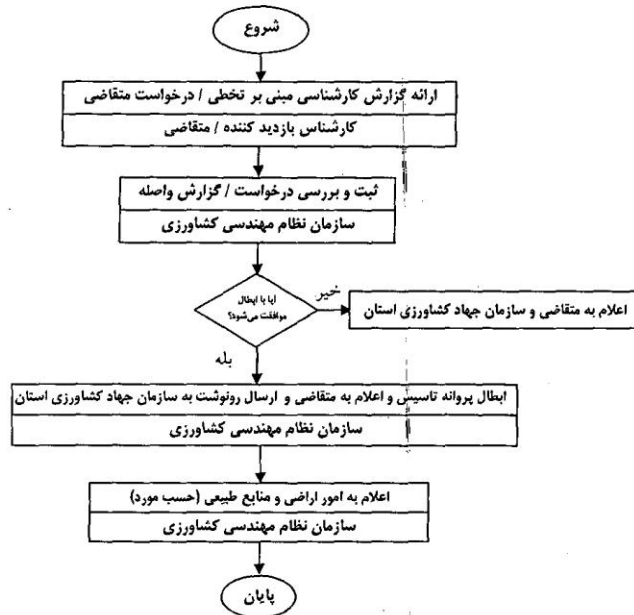 شروع
ارائه گزارش کارشناسی مبنی بر تخطی / درخواست متقاضی
کارشناس بازدید کننده / متقاضی
ثبت و بررسی درخواست / گزارش واصله
سازمان نظام مهندسی کشاورزی
آیا با ابطال
موافقت می‌شود؟
خیر
اعلام به متقاضی و سازمان جهاد کشاورزی استان
بله
ابطال پروانه تاسیس و اعلام به متقاضی و ارسال رونوشت به سازمان جهاد کشاورزی استان
سازمان نظام مهندسی کشاورزی
اعلام به امور اراضی و منابع طبیعی (حسب مورد)
سازمان نظام مهندسی کشاورزی
پایان